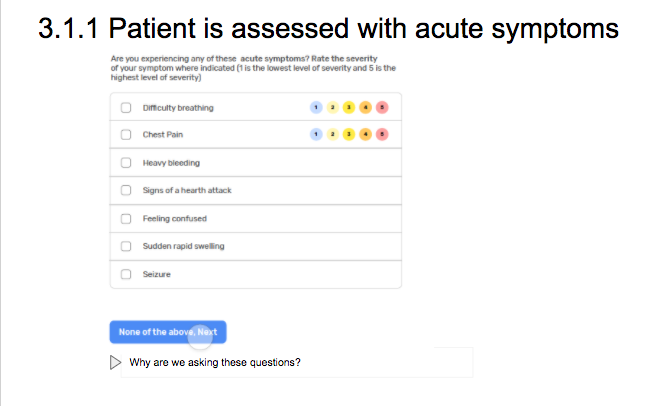 3.1.1 Patient is assessed with acute symptoms
Are you experiencing any of these acute symptoms? Rate the severity
of your symptom where indicated (1 is the lowest level of severity and 5 is the
highest level of severity)
Difficulty breathing 1 2 3 4 5
Chest Pain 1 2 3 4 5
Heavy bleeding
Signs of a hearth attack
Feeling confused
Sudden rapid swelling
Seizure
None of the above, Next
Why are we asking these questions?